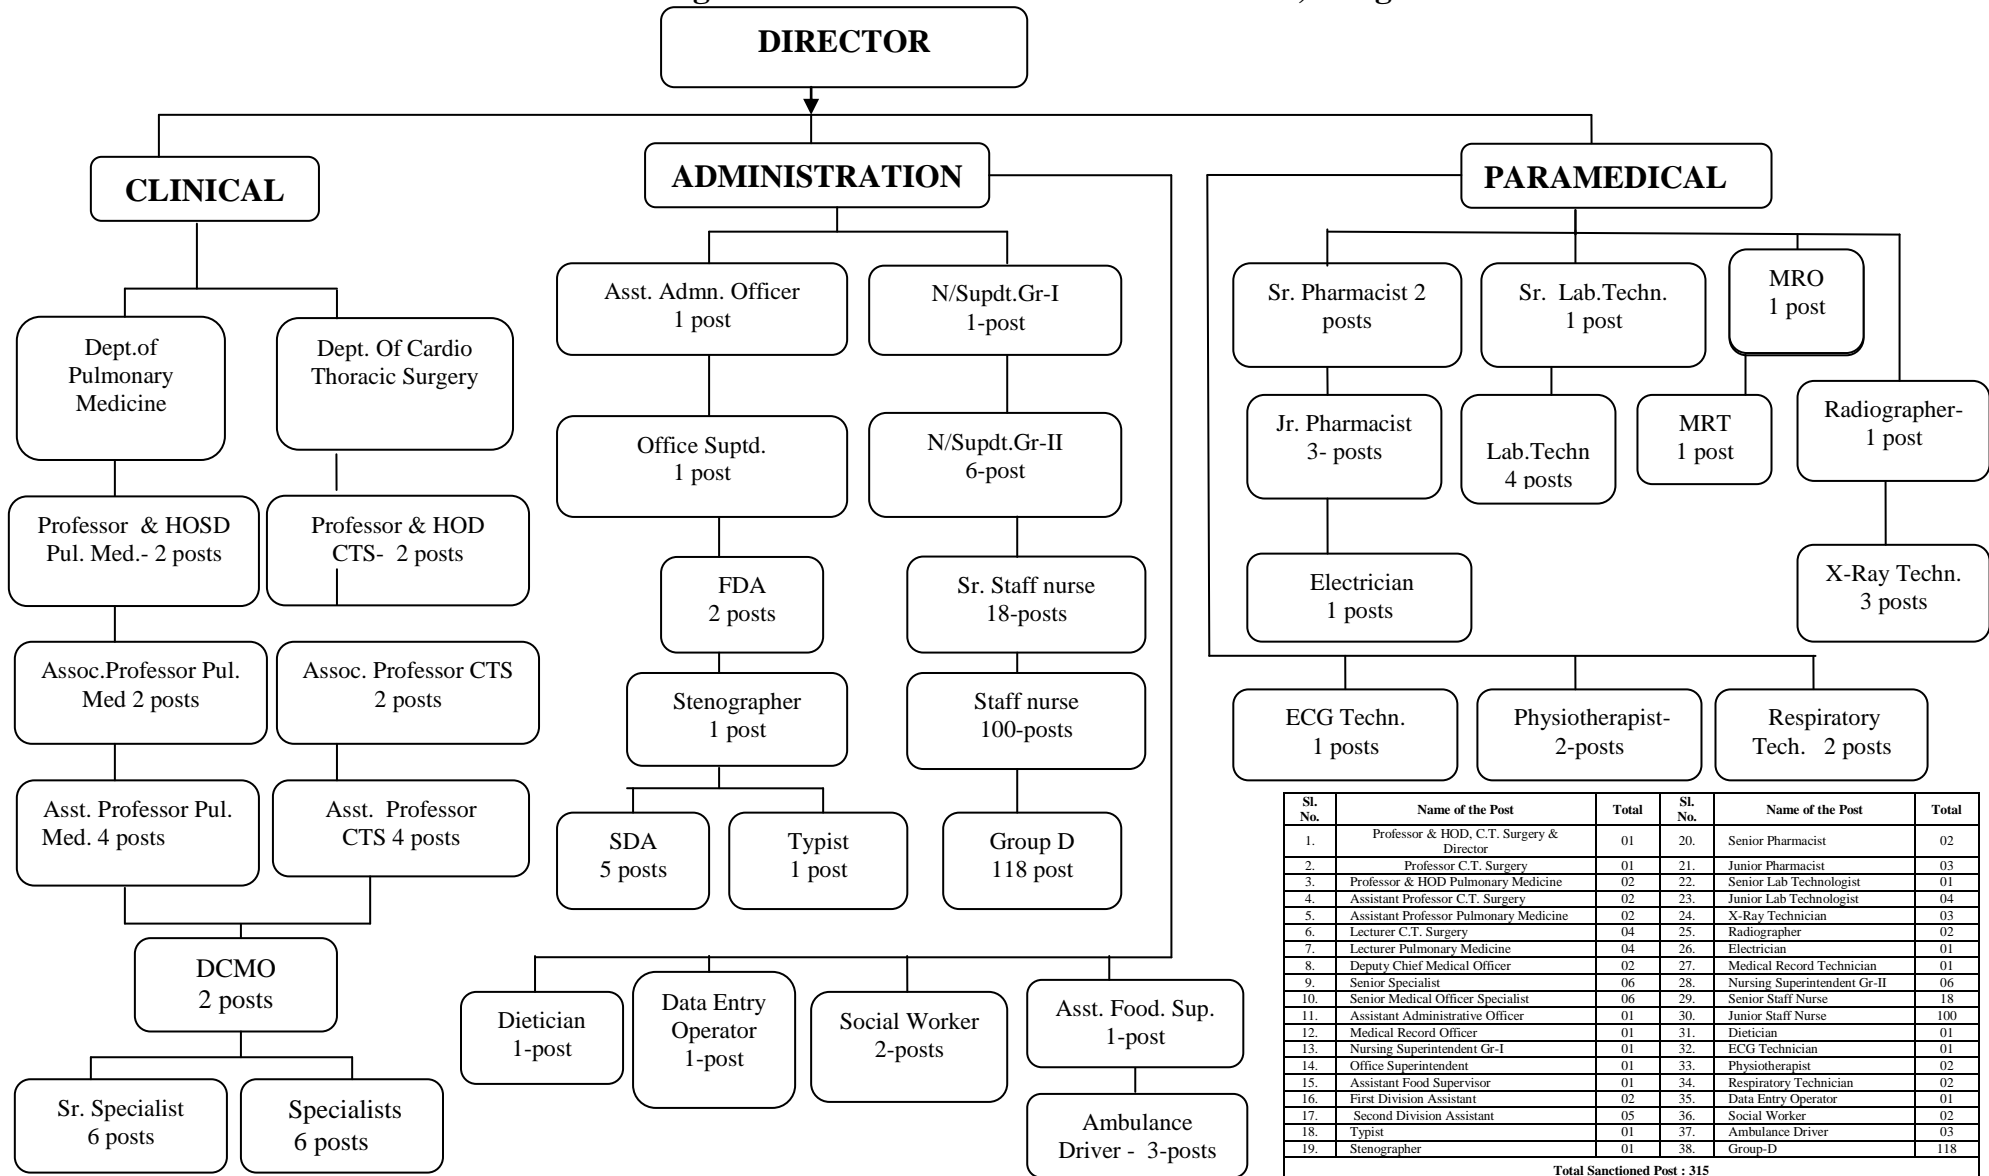 DIRECTOR
CLINICAL
ADMINISTRATION
PARAMEDICAL
Dept.of
Pulmonary
Medicine
Dept. Of Cardio
Thoracic Surgery
Professor & HOSD
Pul. Med.- 2 posts
Professor & HOD
CTS- 2 posts
Assoc.Professor Pul.
Med 2 posts
Assoc. Professor CTS
2 posts
Asst. Professor Pul.
Med. 4 posts
Asst. Professor
CTS 4 posts
DCMO
2 posts
Sr. Specialist
6 posts
Specialists
6 posts
Asst. Admn. Officer
1 post
N/Supdt.Gr-I
1-post
Office Suptd.
1 post
N/Supdt.Gr-II
6-post
FDA
2 posts
Sr. Staff nurse
18-posts
Stenographer
1 post
Staff nurse
100-posts
SDA
5 posts
Typist
1 post
Group D
118 post
Dietician
1-post
Data Entry
Operator
1-post
Social Worker
2-posts
Asst. Food. Sup.
1-post
Ambulance
Driver - 3-posts
Sr. Pharmacist 2
posts
Sr. Lab.Techn.
1 post
MRO
1 post
Jr. Pharmacist
3- posts
Lab.Techn
4 posts
MRT
1 post
Radiographer-
1 post
Electrician
1 posts
X-Ray Techn.
3 posts
ECG Techn.
1 posts
Physiotherapist-
2-posts
Respiratory
Tech. 2 posts
Sl. No. Name of the Post Total Sl. No. Name of the Post Total
1. Professor & HOD, C.T. Surgery & Director 01 20. Senior Pharmacist 02
2. Professor C.T. Surgery 01 21. Junior Pharmacist 03
3. Professor & HOD Pulmonary Medicine 02 22. Senior Lab Technologist 01
4. Assistant Professor C.T. Surgery 02 23. Junior Lab Technologist 04
5. Assistant Professor Pulmonary Medicine 02 24. X-Ray Technician 03
6. Lecturer C.T. Surgery 04 25. Radiographer 02
7. Lecturer Pulmonary Medicine 04 26. Electrician 01
8. Deputy Chief Medical Officer 02 27. Medical Record Technician 01
9. Senior Specialist 06 28. Nursing Superintendent Gr-II 06
10. Senior Medical Officer Specialist 06 29. Senior Staff Nurse 18
11. Assistant Administrative Officer 01 30. Junior Staff Nurse 100
12. Medical Record Officer 01 31. Dietician 01
13. Nursing Superintendent Gr-I 01 32. ECG Technician 01
14. Office Superintendent 01 33. Physiotherapist 02
15. Assistant Food Supervisor 01 34. Respiratory Technician 02
16. First Division Assistant 02 35. Data Entry Operator 01
17. Second Division Assistant 05 36. Social Worker 02
18. Typist 01 37. Ambulance Driver 03
19. Stenographer 01 38. Group-D 118
Total Sanctioned Post : 315